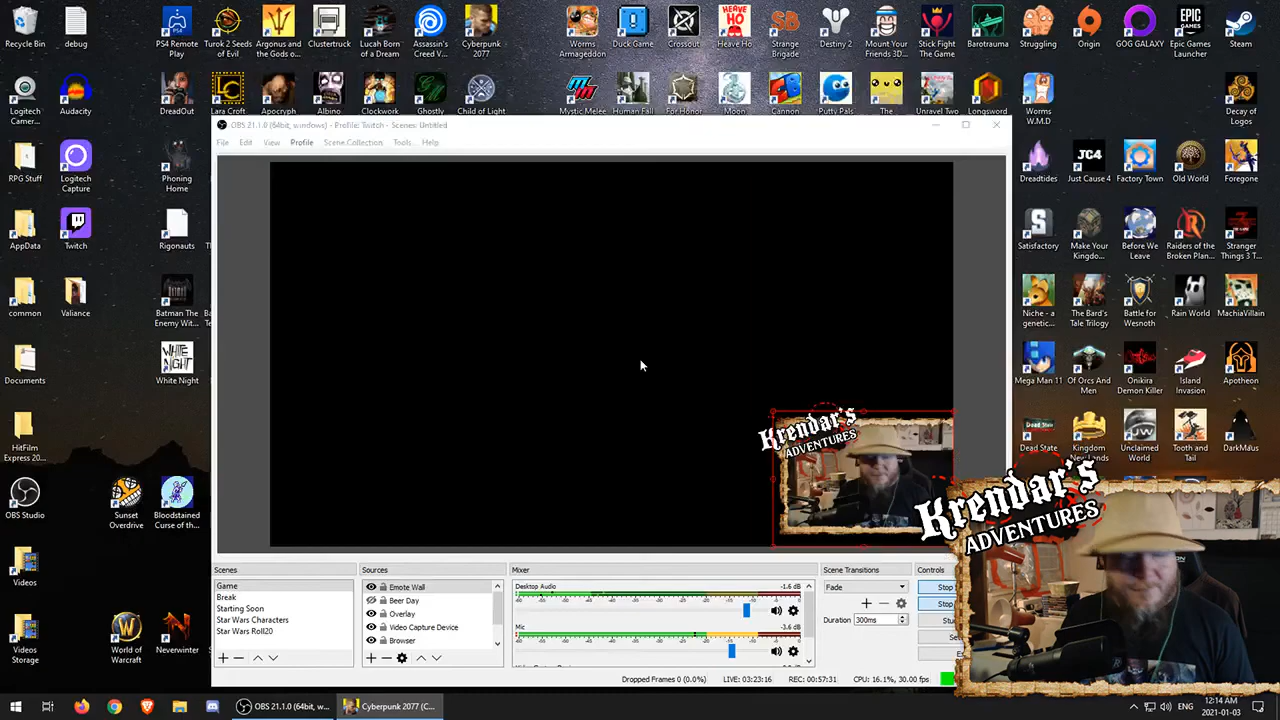 Recycle Bin
debug
PS4 Remote Play
Turok 2 Seeds of Evil
Argonus and the Gods o...
Clustertruck
Lucah Born of a Dream
Assassin's Creed V...
Cyberpunk 2077
Worms Armageddon
Duck Game
Crossout
Heave Ho
Strange Brigade
Destiny 2
Mount Your Friends 3D...
Stick Fight The Game
Barotrauma
Struggling
Origin
GOG GALAXY
Epic Games Launcher
Steam
Logitech Camer...
Audacity
DreadOut
Lara Croft
Apocryph
Albino
Clockwork
Ghostly
Child of Light
Mystic Melee
Human Fall
For Honor
Moon
Cannon
Putty Pals
The
Unravel Two
Longsword
Worms W.M.D
Decay of Logos
OBS 21.1.0 (64bit, windows) - Profile: Twitch - Scenes: Untitled
File Edit View Profile Scene Collection Tools Help
RPG Stuff
Logitech Capture
Phoning Home
Dreadtides
Just Cause 4
Factory Town
Old World
Foregone
AppData
Twitch
Rigonauts
Satisfactory
Make Your Kingdo...
Before We Leave
Raiders of the Broken Plan...
Stranger Things 3 T...
common
Valiance
Batman The Enemy Wit...
Niche - a genetic...
The Bard's Tale Trilogy
Battle for Wesnoth
Rain World
MachiaVillain
Documents
WHITE NIGHT
White Night
Mega Man 11
Of Orcs And Men
Onikira Demon Killer
Island Invasion
Apotheon
HitFilm Express 20...
Krendar's
ADVENTURES
Dead State
Kingdom New Lands
Unclaimed World
Tooth and Tail
DarkMaus
OBS Studio
Sunset Overdrive
Bloodstained Curse of th...
Krendar's
ADVENTURES
Videos
Videos Storage
World of Warcraft
Neverwinter
Scenes
Game
Break
Starting Soon
Star Wars Characters
Star Wars Roll20
Sources
Emote Wall
Beer Day
Overlay
Video Capture Device
Browser
Mixer
Desktop Audio
-1.6 dB
Mic
-3.6 dB
Scene Transitions
Fade
Duration 300ms
Controls
Stop
Stop
Dropped Frames 0 (0.0%)
LIVE: 03:23:16
REC: 00:57:31
CPU: 16.1%, 30.00 fps
OBS 21.1.0 (64bit, w...
Cyberpunk 2077 (C...
ENG
12:14 AM
2021-01-03